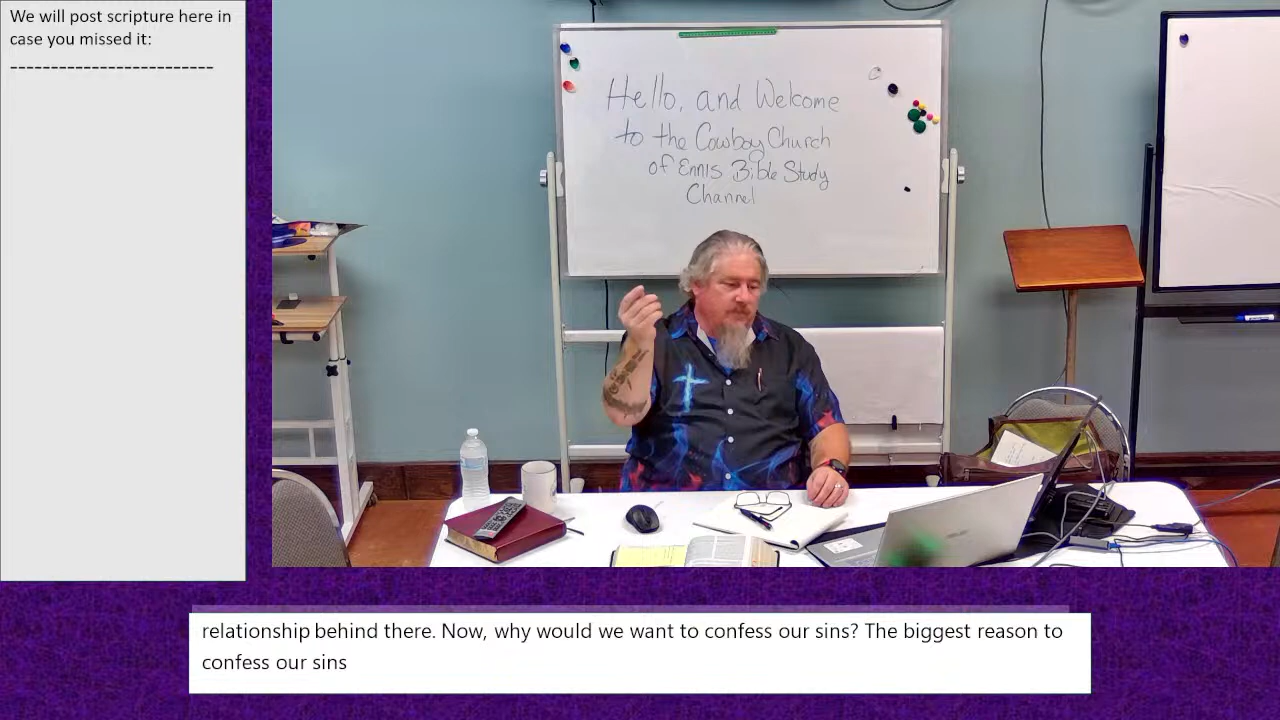 We will post scripture here in
case you missed it:
-------------------------
Hello, and Welcome
to the Cowboy Church
of Ennis Bible Study
Channel
relationship behind there. Now, why would we want to confess our sins? The biggest reason to
confess our sins